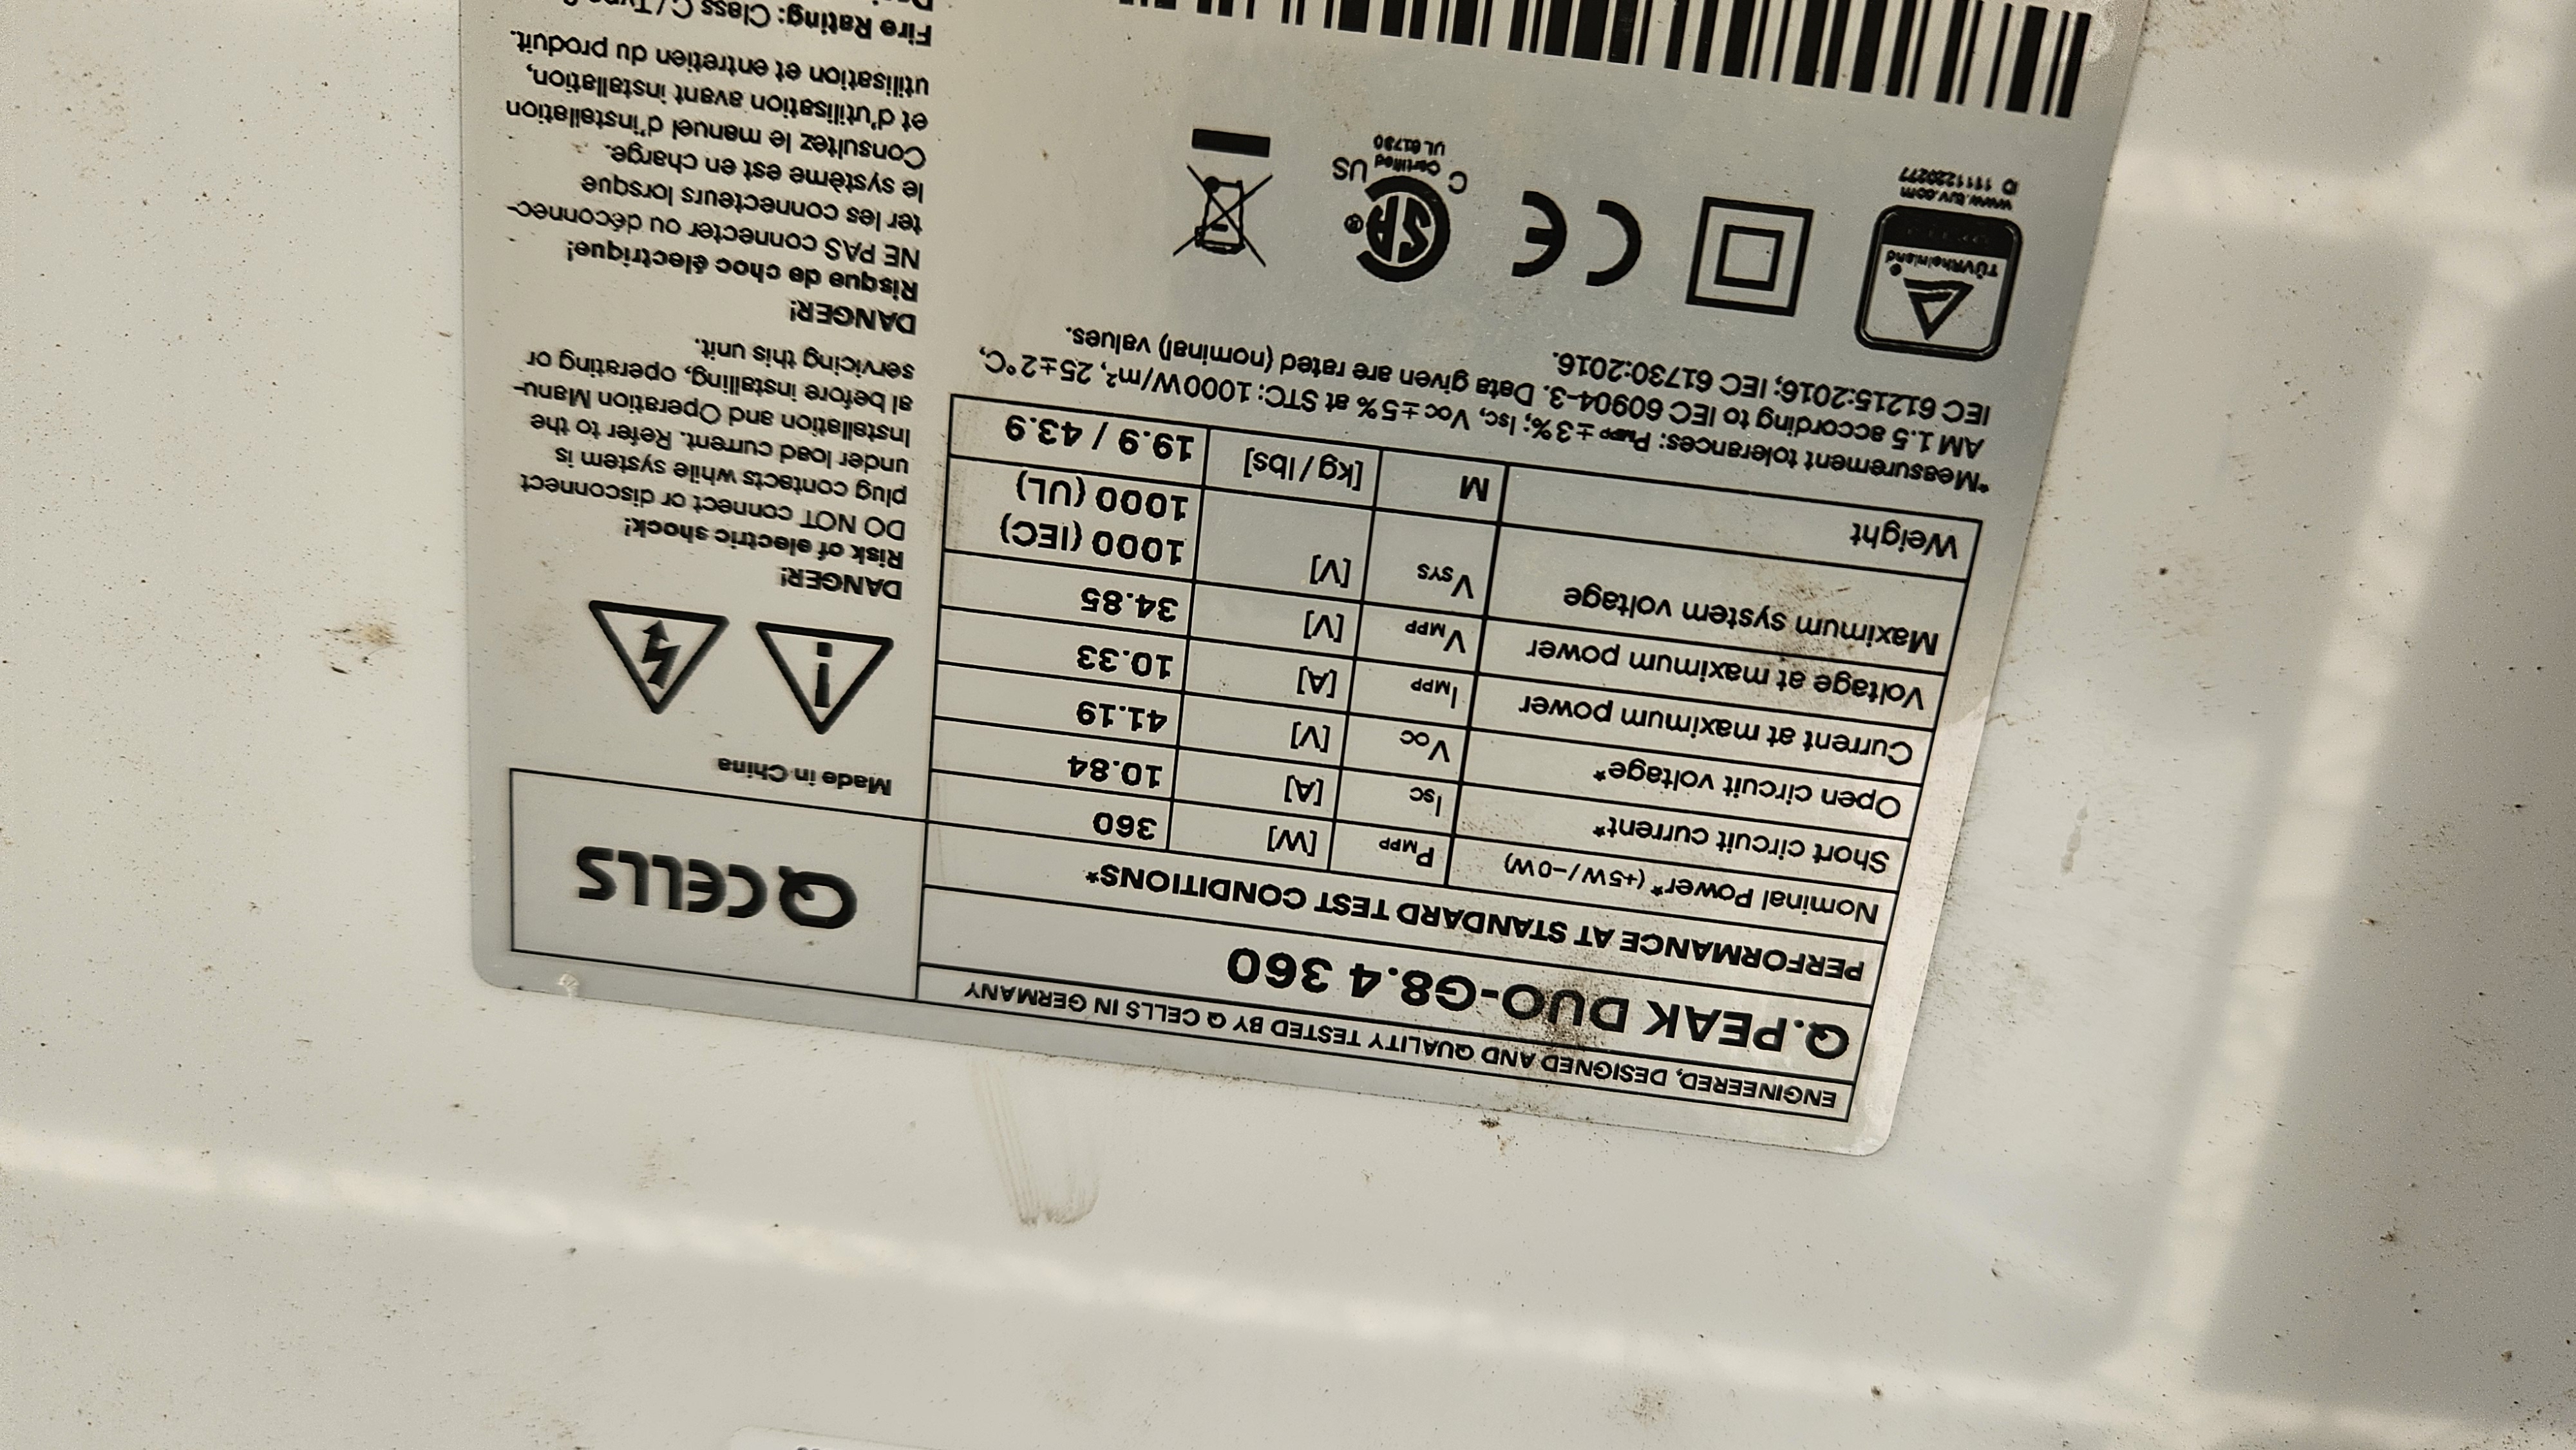 ENGINEERED, DESIGNED AND QUALITY TESTED BY Q CELLS IN GERMANY
Q.PEAK DUO-G8.4 360
PERFORMANCE AT STANDARD TEST CONDITIONS*
Nominal Power* (+5W/−0W) PMPP [W] 360
Short circuit current* ISC [A] 10.84
Open circuit voltage* VOC [V] 41.19
Current at maximum power IMPP [A] 10.33
Voltage at maximum power VMPP [V] 34.85
Maximum system voltage VSYS [V] 1000 (IEC)
1000 (UL)
Weight M [kg/lbs] 19.9 / 43.9
*Measurement tolerances: PMPP ±3%; ISC, VOC ±5% at STC: 1000W/m², 25±2°C,
AM 1.5 according to IEC 60904-3. Data given are rated (nominal) values.
IEC 61215:2016; IEC 61730:2016.
TÜVRheinland
www.tuv.com
ID 1111220277
CE
SA®
C US
Certified
UL 61730
Q CELLS
Made in China
DANGER!
Risk of electric shock!
DO NOT connect or disconnect
plug contacts while system is
under load current. Refer to the
Installation and Operation Manu-
al before installing, operating or
servicing this unit.
DANGER!
Risque de choc électrique!
NE PAS connecter ou déconnec-
ter les connecteurs lorsque
le système est en charge.
Consultez le manuel d'installation
et d'utilisation avant installation,
utilisation et entretien du produit.
Fire Rating: Class C / Type